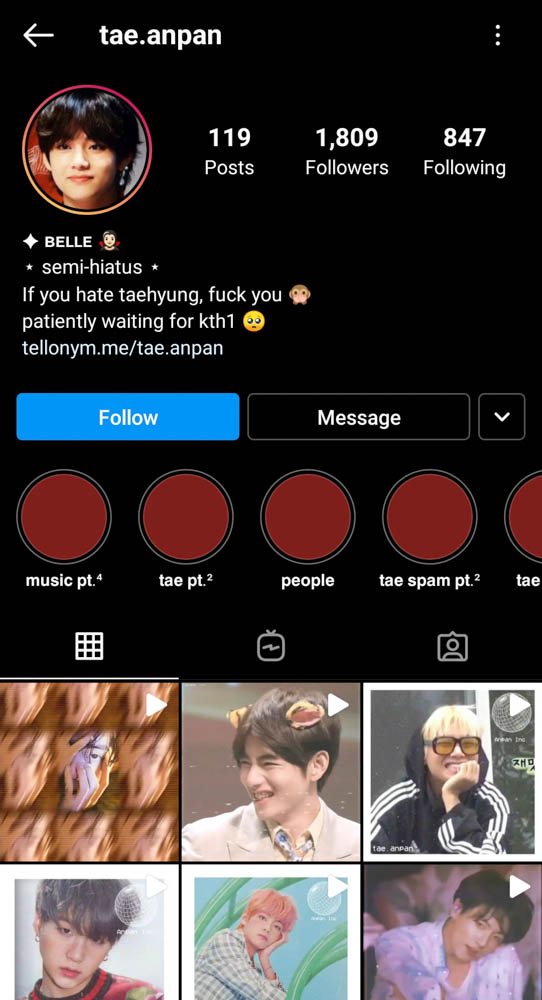 tae.anpan
119
Posts
1,809
Followers
847
Following
✦ BELLE 🧛🏻‍♂️
⋆ semi-hiatus ⋆
If you hate taehyung, fuck you 🐵
patiently waiting for kth1 🥺
tellonym.me/tae.anpan
Follow
Message
music pt.⁴
tae pt.²
people
tae spam pt.²
tae
Anpan Inc
tae.anpan
Anpan Inc
Anpan Inc